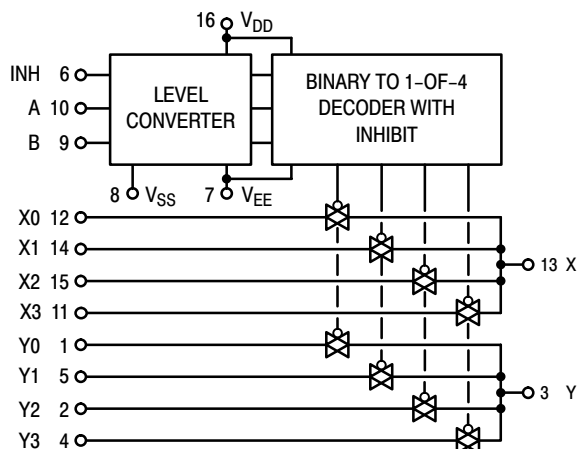 16 V_DD
INH 6
A 10
B 9
LEVEL
CONVERTER
BINARY TO 1–OF–4
DECODER WITH
INHIBIT
8 V_SS
7 V_EE
X0 12
X1 14
X2 15
X3 11
13 X
Y0 1
Y1 5
Y2 2
Y3 4
3 Y